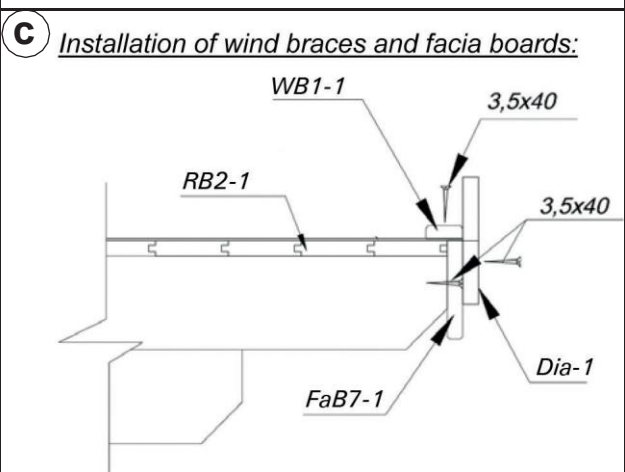 C
Installation of wind braces and facia boards:
WB1-1
3,5x40
RB2-1
3,5x40
Dia-1
FaB7-1